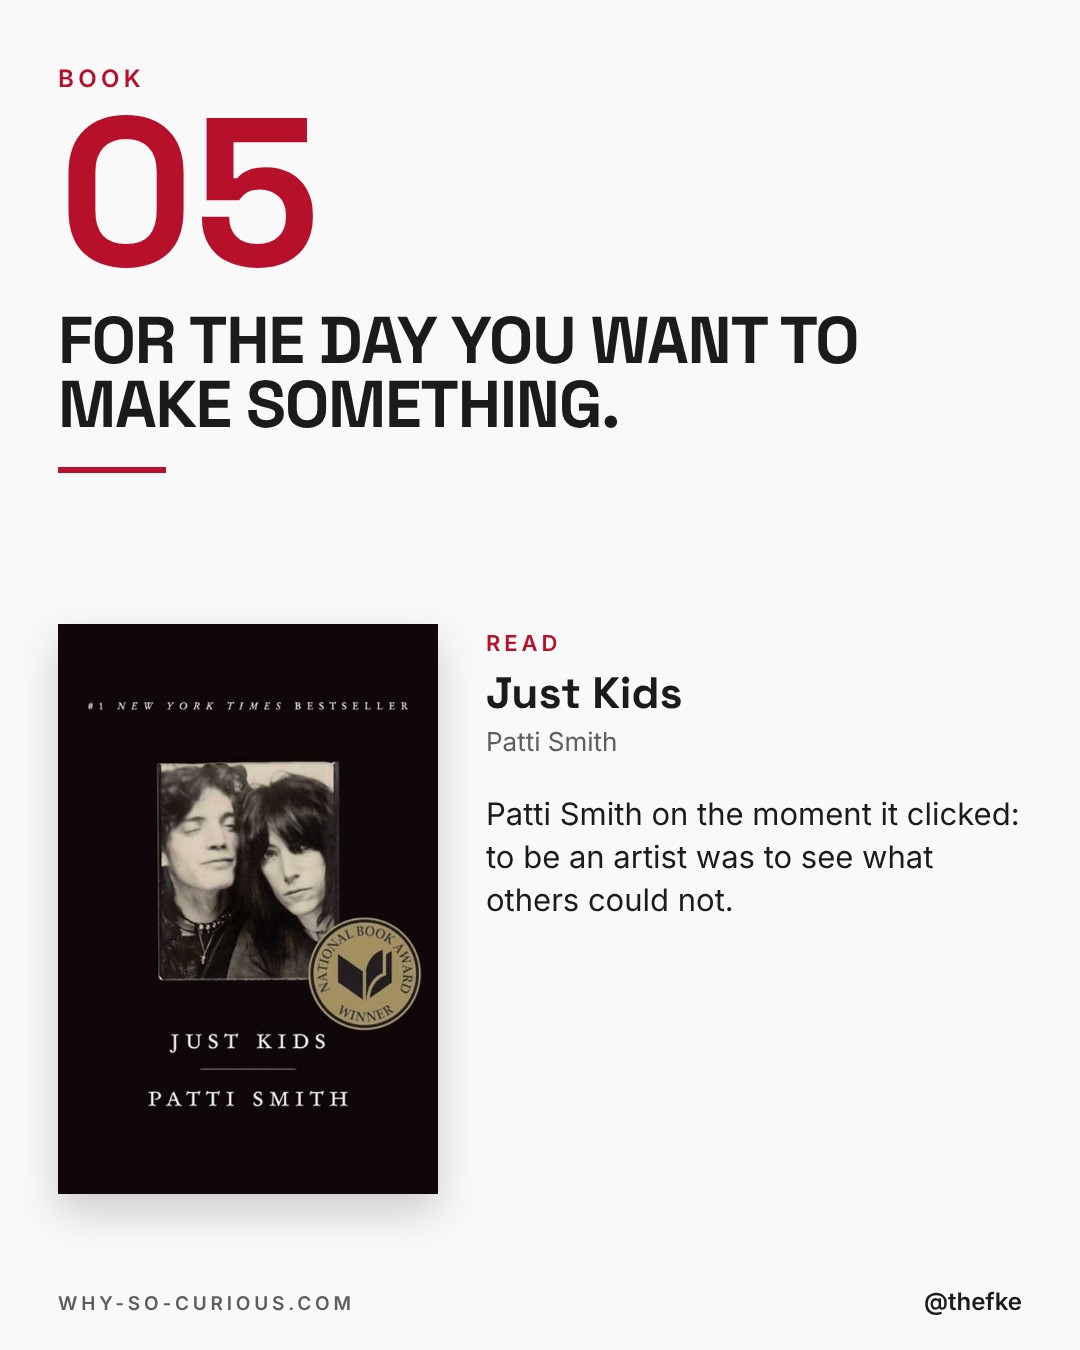 BOOK
05
FOR THE DAY YOU WANT TO
MAKE SOMETHING.
#1 NEW YORK TIMES BESTSELLER
NATIONAL BOOK AWARD
WINNER
JUST KIDS
PATTI SMITH
READ
Just Kids
Patti Smith
Patti Smith on the moment it clicked:
to be an artist was to see what
others could not.
WHY-SO-CURIOUS.COM
@thefke